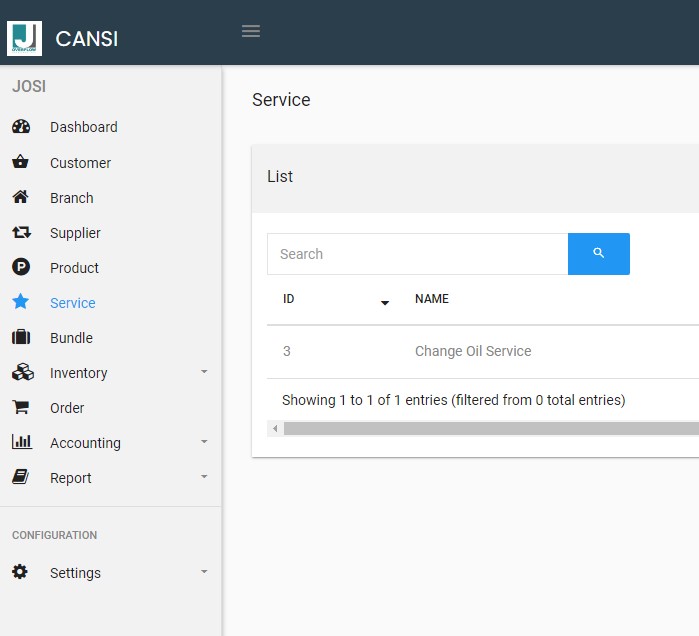 J
OVERFLOW
CANSI
JOSI
Dashboard
Customer
Branch
Supplier
P Product
Service
Bundle
Inventory
Order
Accounting
Report
CONFIGURATION
Settings
Service
List
Search
ID NAME
3 Change Oil Service
Showing 1 to 1 of 1 entries (filtered from 0 total entries)